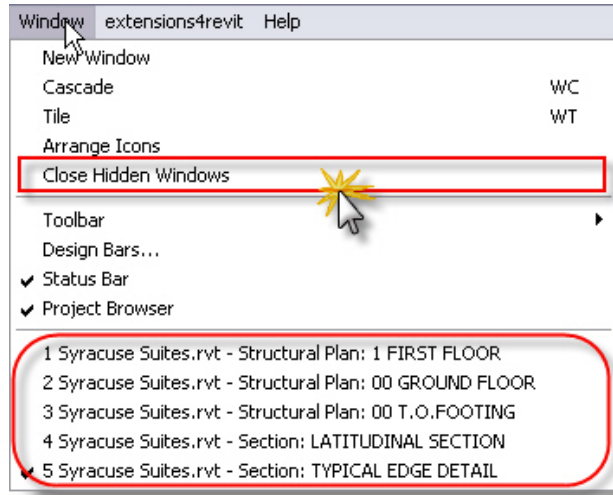 Window extensions4revit Help
New Window
Cascade WC
Tile WT
Arrange Icons
Close Hidden Windows
Toolbar
Design Bars...
Status Bar
Project Browser
1 Syracuse Suites.rvt - Structural Plan: 1 FIRST FLOOR
2 Syracuse Suites.rvt - Structural Plan: 00 GROUND FLOOR
3 Syracuse Suites.rvt - Structural Plan: 00 T.O.FOOTING
4 Syracuse Suites.rvt - Section: LATITUDINAL SECTION
5 Syracuse Suites.rvt - Section: TYPICAL EDGE DETAIL